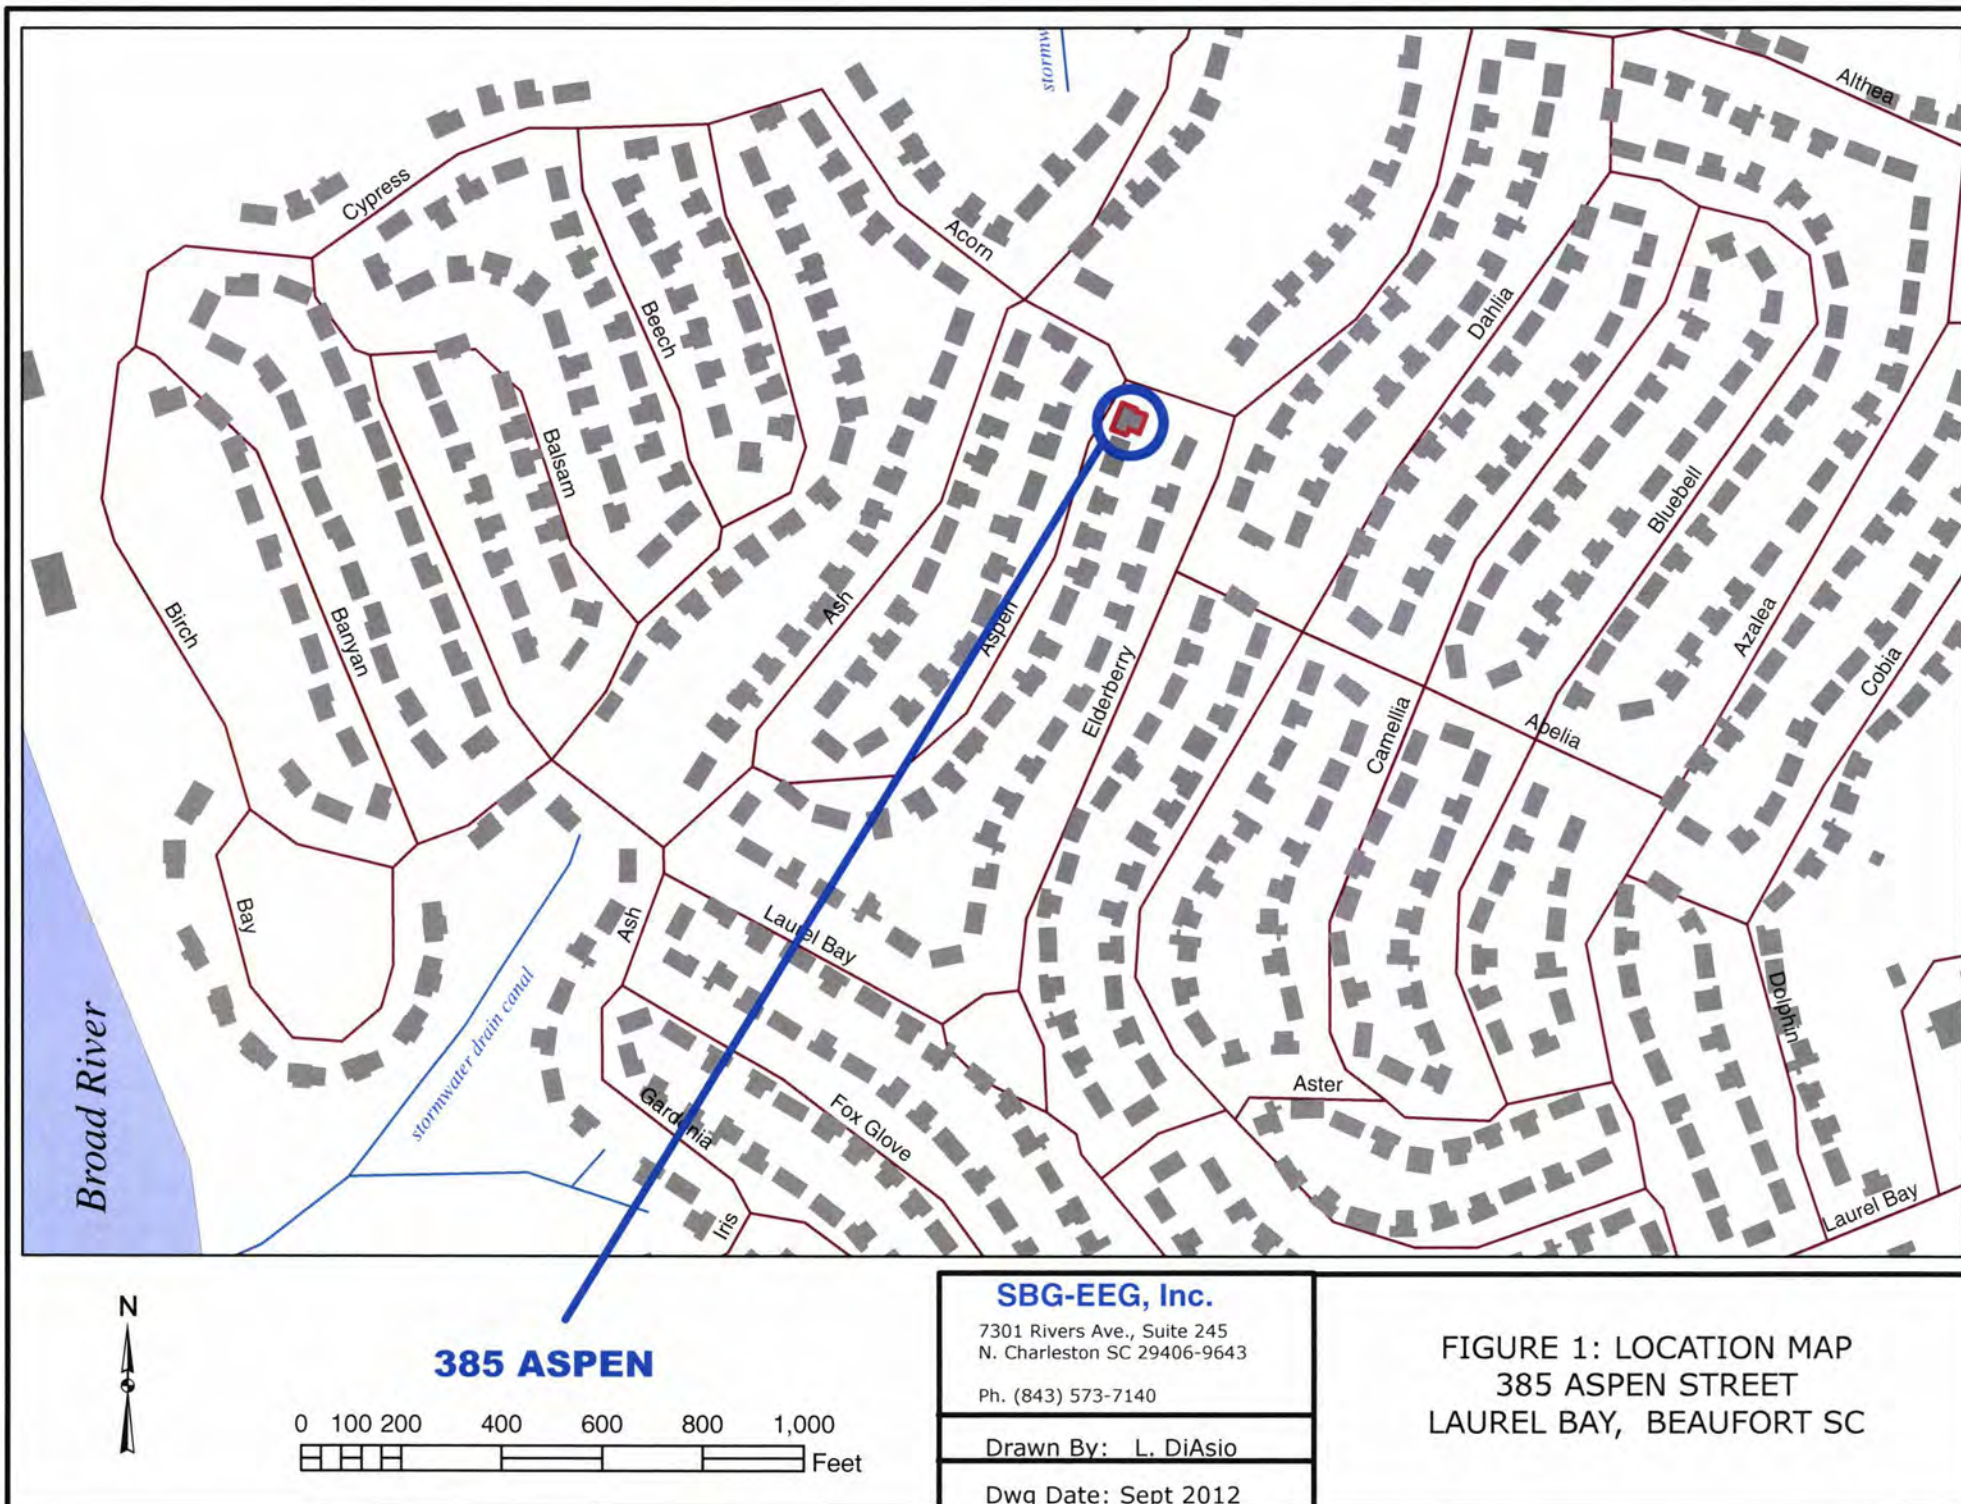 stormw
Althea
Cypress
Acorn
Beech
Dahlia
Balsam
Bluebell
Birch
Banyan
Ash
Aspen
Elderberry
Azalea
Cobia
Camellia
Abelia
Bay
Ash
Laurel Bay
Dolphin
stormwater drain canal
Broad River
Gardenia
Fox Glove
Aster
Iris
Laurel Bay
N
385 ASPEN
0 100 200 400 600 800 1,000
Feet
SBG-EEG, Inc.
7301 Rivers Ave., Suite 245
N. Charleston SC 29406-9643
Ph. (843) 573-7140
Drawn By: L. DiAsio
Dwg Date: Sept 2012
FIGURE 1: LOCATION MAP
385 ASPEN STREET
LAUREL BAY, BEAUFORT SC